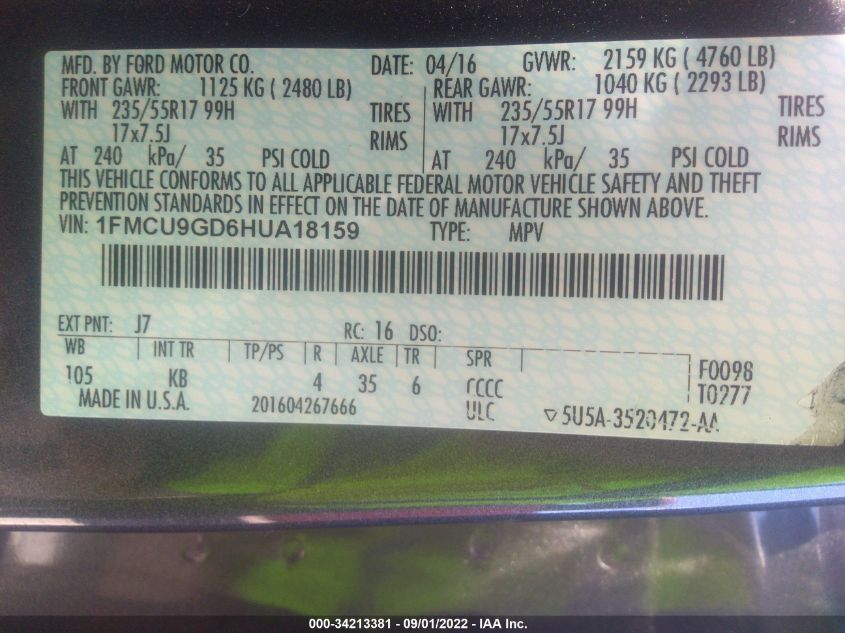 MFD. BY FORD MOTOR CO. DATE: 04/16 GVWR: 2159 KG ( 4760 LB)
FRONT GAWR: 1125 KG ( 2480 LB) REAR GAWR: 1040 KG ( 2293 LB)
WITH 235/55R17 99H TIRES WITH 235/55R17 99H TIRES
17x7.5J RIMS 17x7.5J RIMS
AT 240 kPa/ 35 PSI COLD AT 240 kPa/ 35 PSI COLD
THIS VEHICLE CONFORMS TO ALL APPLICABLE FEDERAL MOTOR VEHICLE SAFETY AND THEFT
PREVENTION STANDARDS IN EFFECT ON THE DATE OF MANUFACTURE SHOWN ABOVE.
VIN: 1FMCU9GD6HUA18159 TYPE: MPV
EXT PNT: J7 RC: 16 DSO:
WB INT TR TP/PS R AXLE TR SPR
105 KB 4 35 6 F0098
MADE IN U.S.A. 201604267666 T0277
ULC ▽5U5A-3520472-AA
000-34213381 - 09/01/2022 - IAA Inc.